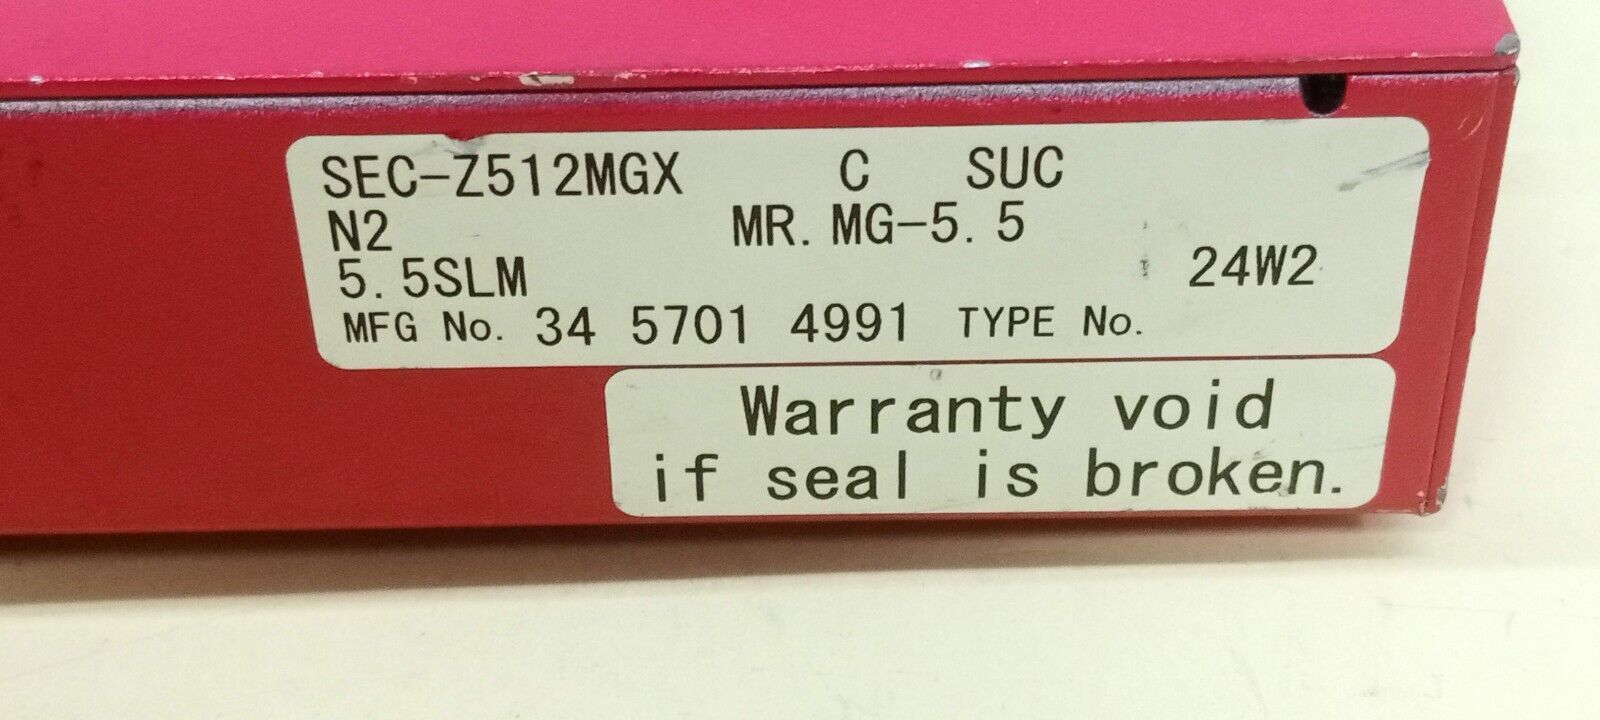 SEC-Z512MGX C SUC
N2 MR. MG-5.5
5.5SLM 24W2
MFG No. 34 5701 4991 TYPE No.
Warranty void
if seal is broken.